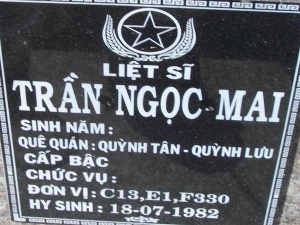 LIỆT SĨ
TRẦN NGỌC MAI
SINH NĂM :
QUÊ QUÁN : QUỲNH TÂN - QUỲNH LƯU
CẤP BẬC
CHỨC VỤ :
ĐƠN VỊ : C13,E1,F330
HY SINH : 18-07-1982